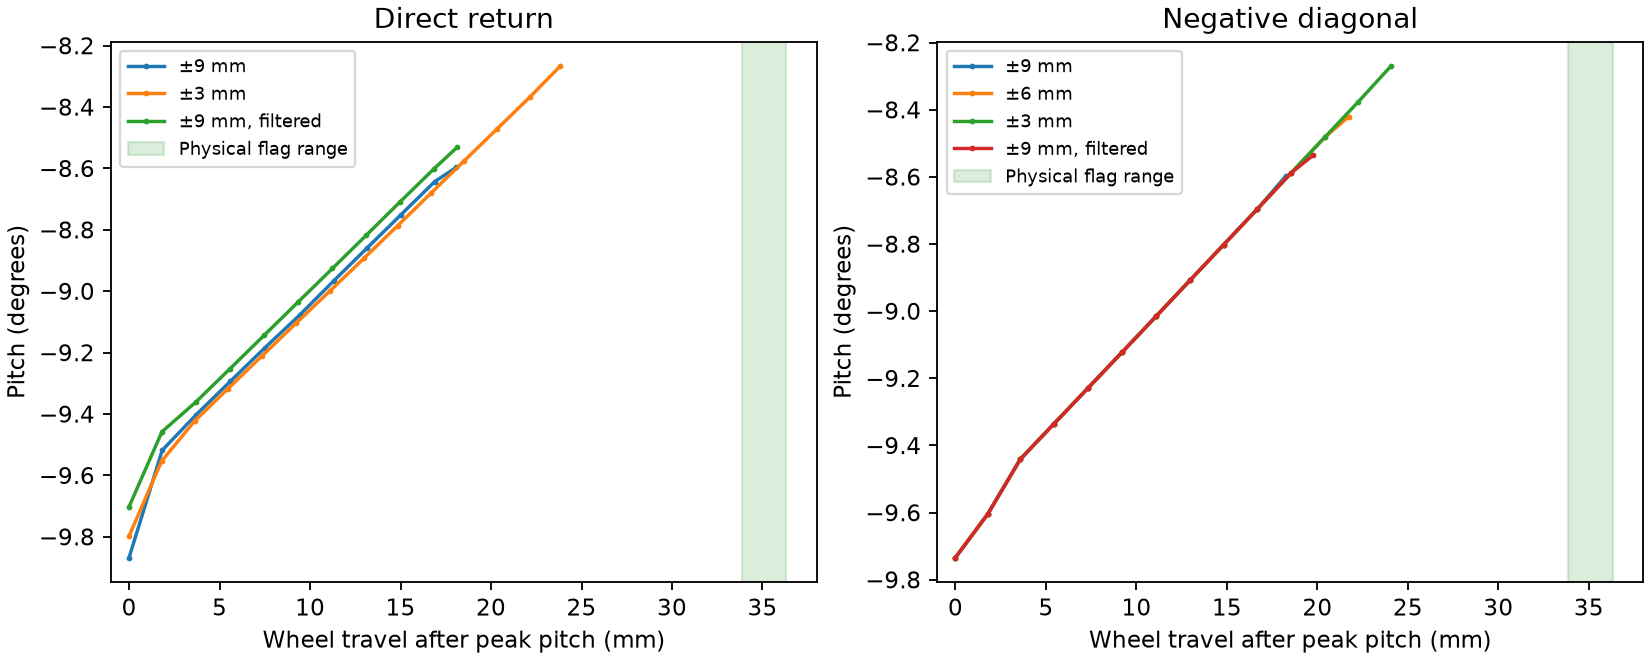 Direct return
−8.2
−8.4
−8.6
−8.8
−9.0
−9.2
−9.4
−9.6
−9.8
Pitch (degrees)
±9 mm
±3 mm
±9 mm, filtered
Physical flag range
0 5 10 15 20 25 30 35
Wheel travel after peak pitch (mm)
Negative diagonal
−8.2
−8.4
−8.6
−8.8
−9.0
−9.2
−9.4
−9.6
−9.8
Pitch (degrees)
±9 mm
±6 mm
±3 mm
±9 mm, filtered
Physical flag range
0 5 10 15 20 25 30 35
Wheel travel after peak pitch (mm)